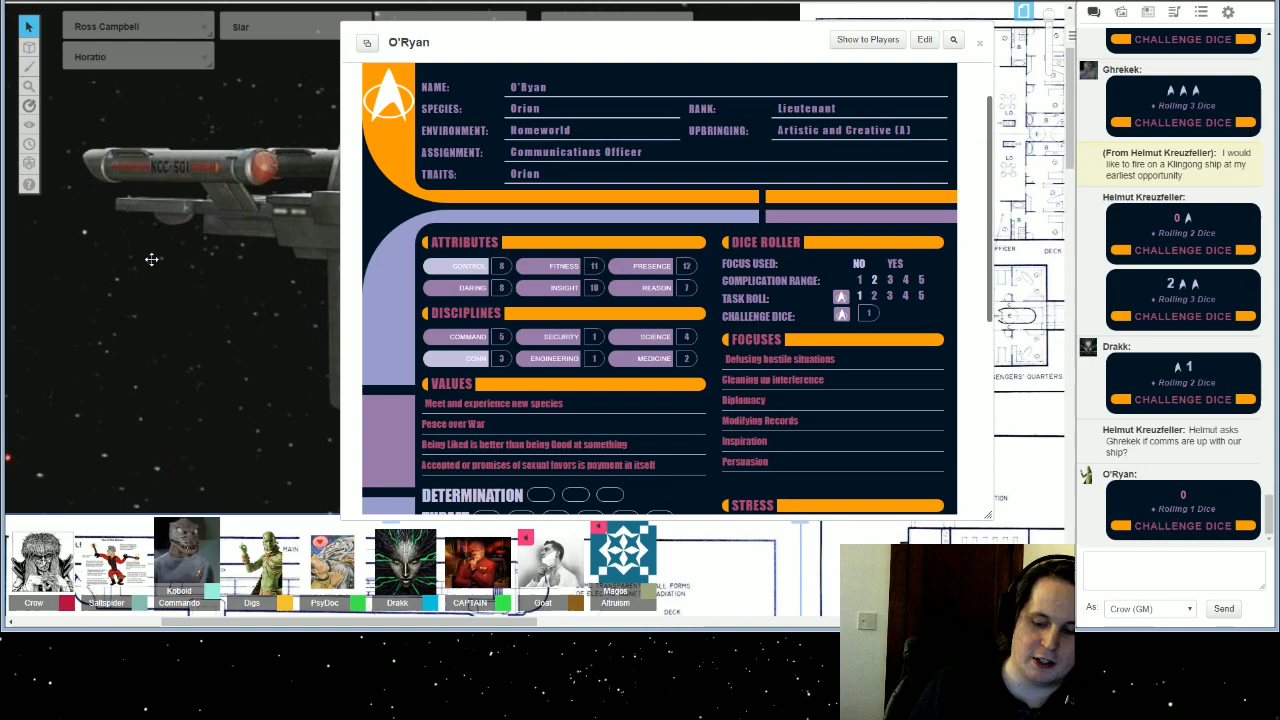 Ross Campbell
Slar
Horatio
NCC-SQU
O'Ryan
Show to Players
Edit
NAME: O'Ryan
SPECIES: Orion RANK: Lieutenant
ENVIRONMENT: Homeworld UPBRINGING: Artistic and Creative (A)
ASSIGNMENT: Communications Officer
TRAITS: Orion
ATTRIBUTES
CONTROL 8 FITNESS 11 PRESENCE 12
DARING 8 INSIGHT 10 REASON 7
DISCIPLINES
COMMAND 5 SECURITY 1 SCIENCE 4
CONN 3 ENGINEERING 1 MEDICINE 2
VALUES
Meet and experience new species
Peace over War
Being Liked is better than being Good at something
Accepted or promises of sexual favors is payment in itself
DETERMINATION
DICE ROLLER
FOCUS USED: NO YES
COMPLICATION RANGE: 1 2 3 4 5
TASK ROLL: 1 2 3 4 5
CHALLENGE DICE: 1
FOCUSES
Defusing hostile situations
Cleaning up interference
Diplomacy
Modifying Records
Inspiration
Persuasion
STRESS
CHALLENGE DICE
Ghrekek:
Rolling 3 Dice
CHALLENGE DICE
(From Helmut Kreuzfeller): I would
like to fire on a Klingong ship at my
earliest opportunity
Helmut Kreuzfeller:
0
Rolling 2 Dice
CHALLENGE DICE
2
Rolling 3 Dice
CHALLENGE DICE
Drakk:
1
Rolling 2 Dice
CHALLENGE DICE
Helmut Kreuzfeller: Helmut asks
Ghrekek if comms are up with our
ship?
O'Ryan:
0
Rolling 1 Dice
CHALLENGE DICE
As: Crow (GM) Send
Crow
Saltspider
Kobold
Commando
Digs
PsyDoc
Drakk
CAPTAIN
Goat
Magos
Altruism
MAIN
DECK
DECK